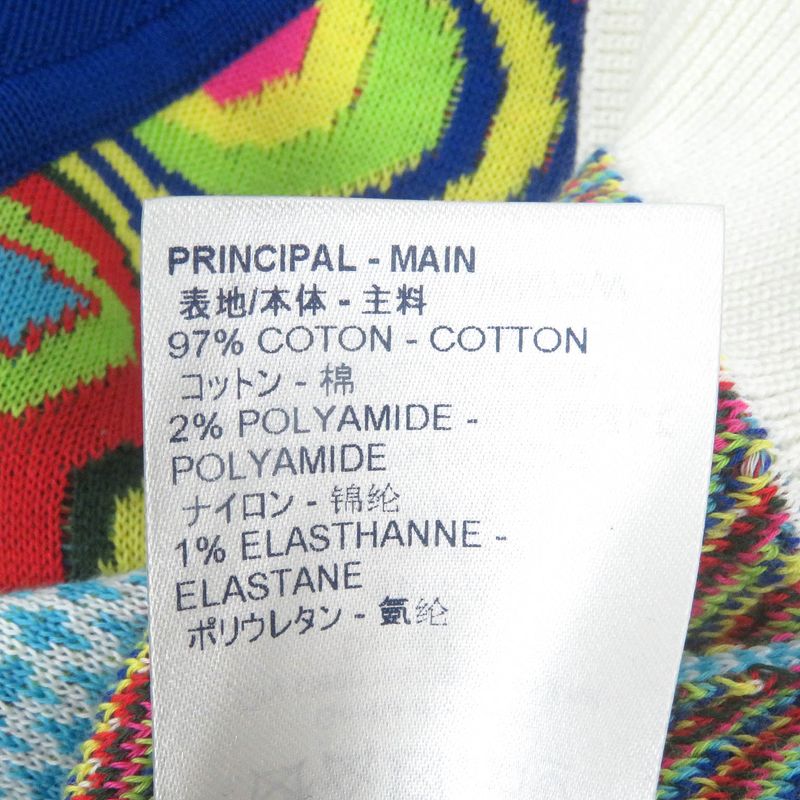 PRINCIPAL - MAIN
表地/本体 - 主料
97% COTON - COTTON
コットン - 棉
2% POLYAMIDE -
POLYAMIDE
ナイロン - 锦纶
1% ELASTHANNE -
ELASTANE
ポリウレタン - 氨纶